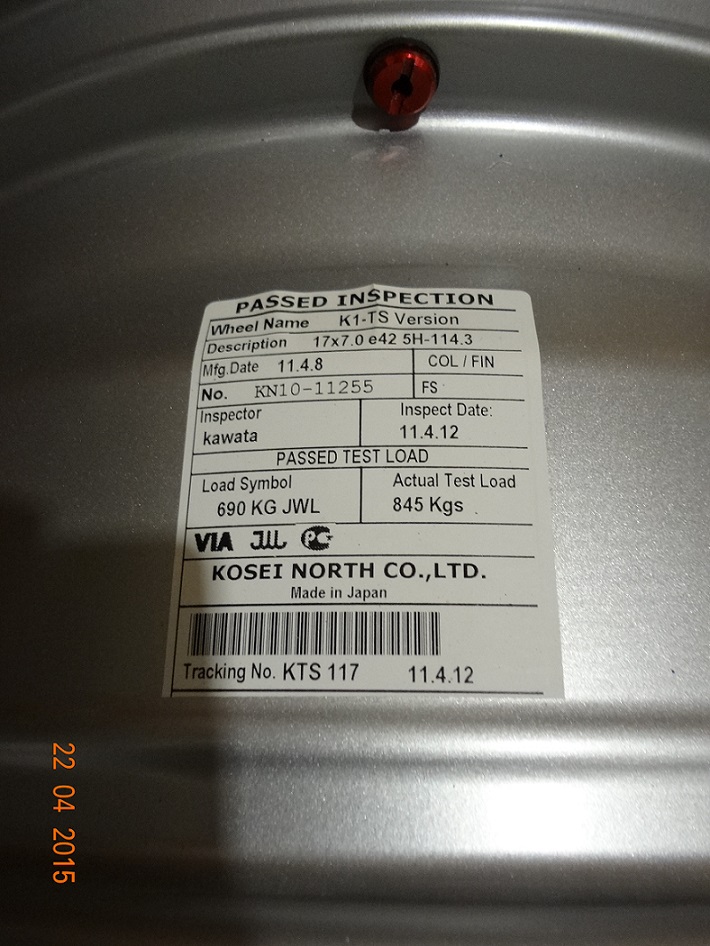 PASSED INSPECTION
Wheel Name K1-TS Version
Description 17x7.0 e42 5H-114.3
Mfg.Date 11.4.8 COL / FIN
No. KN10-11255 FS
Inspector Inspect Date:
kawata 11.4.12
PASSED TEST LOAD
Load Symbol Actual Test Load
690 KG JWL 845 Kgs .
VIA JWL PG
KOSEI NORTH CO.,LTD.
Made in Japan
Tracking No. KTS 117 11.4.12
22 04 2015